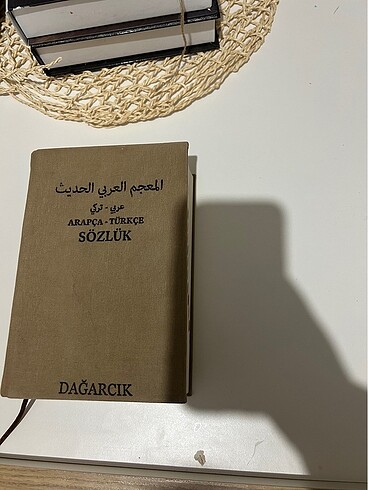 المعجم العربي الحديث
عربي - تركي
ARAPÇA - TÜRKÇE
SÖZLÜK
DAĞARCIK